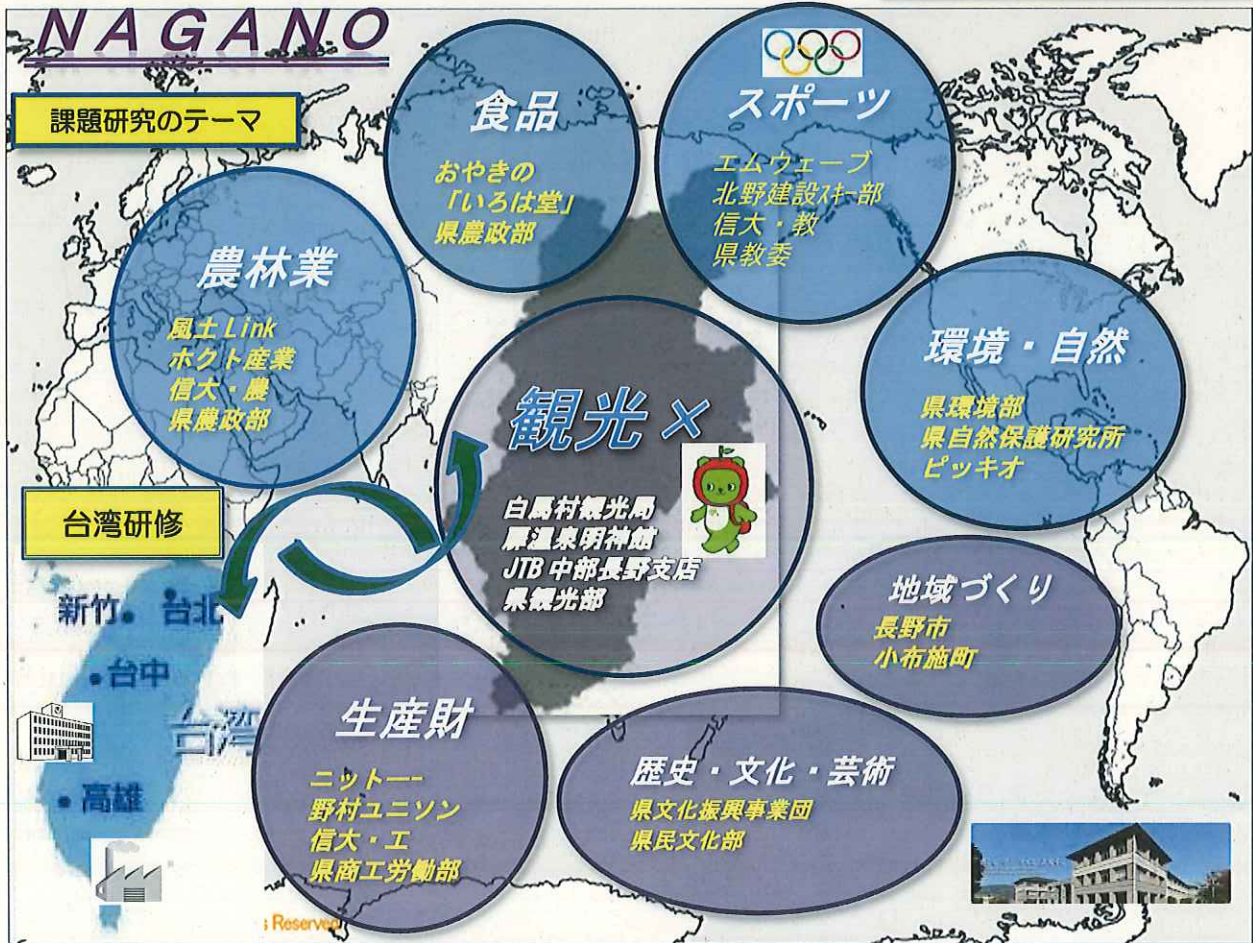 NAGANO
課題研究のテーマ
食品
おやきの
「いろは堂」
県農政部
スポーツ
エムウェーブ
北野建設スキー部
信大・教
県教委
農林業
風土Link
ホクト産業
信大・農
県農政部
環境・自然
県環境部
県自然保護研究所
ピッキオ
観光×
白馬村観光局
扉温泉明神館
JTB中部長野支店
県観光部
台湾研修
新竹 台北
台中
台湾
高雄
地域づくり
長野市
小布施町
生産財
ニットー
野村ユニソン
信大・工
県商工労働部
歴史・文化・芸術
県文化振興事業団
県民文化部
s Reserved